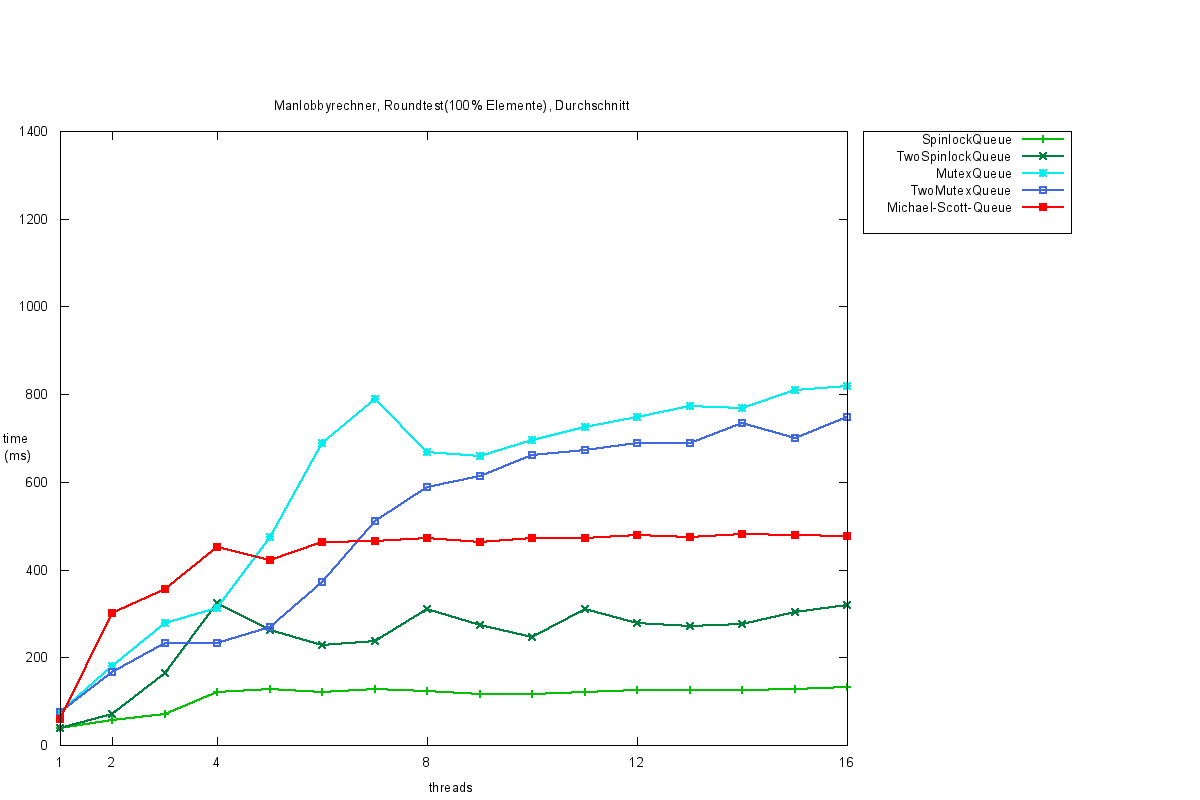 Manlobbyrechner, Roundtest(100% Elemente), Durchschnitt
1400
1200
1000
800
600
400
200
0
time
(ms)
1 2 4 8 12 16
threads
SpinlockQueue
TwoSpinlockQueue
MutexQueue
TwoMutexQueue
Michael-Scott-Queue